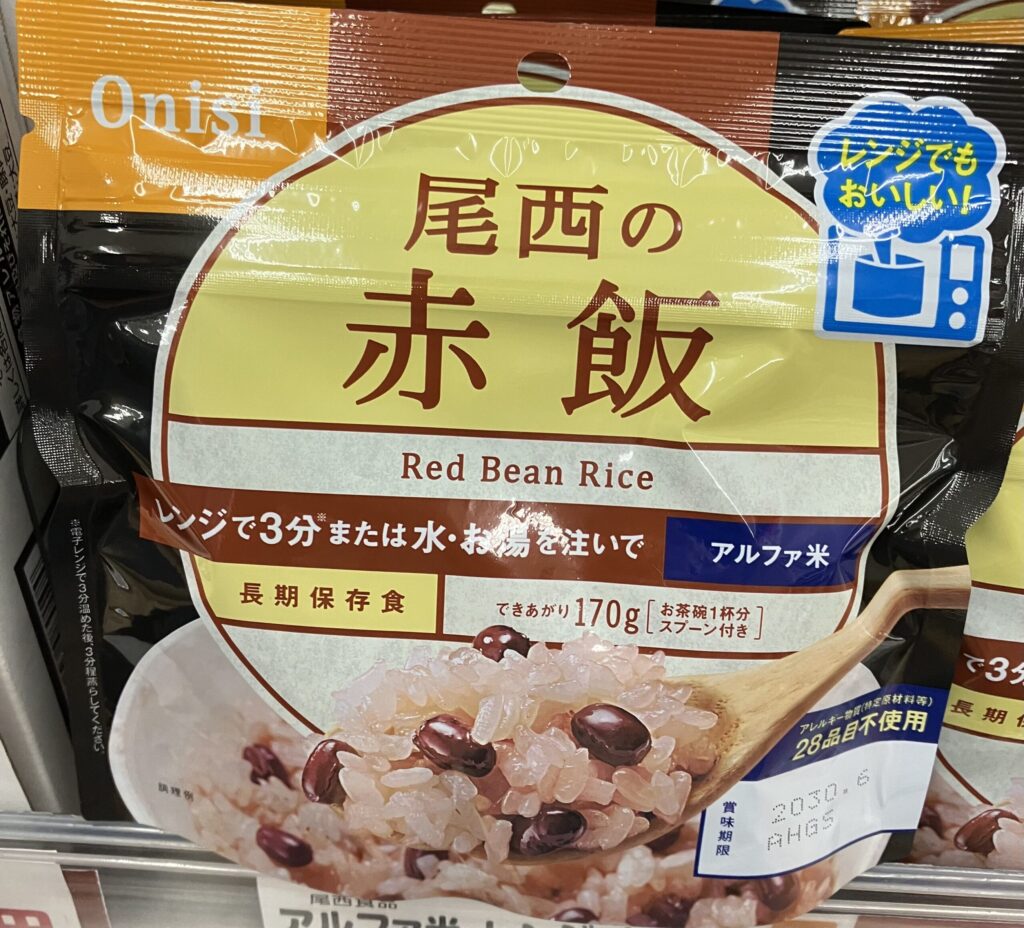 Onisi
レンジでも
おいしい!
尾西の
赤飯
Red Bean Rice
レンジで3分※または水・お湯を注いで
アルファ米
長期保存食
できあがり170g[お茶碗1杯分
スプーン付き]
※電子レンジで3分温めた後、3分程蒸らしてください。
調理例
アレルギー物質(特定原材料等)
28品目不使用
賞味期限
2030.6
AHGS
で3分
長期
尾西食品
アルファ米